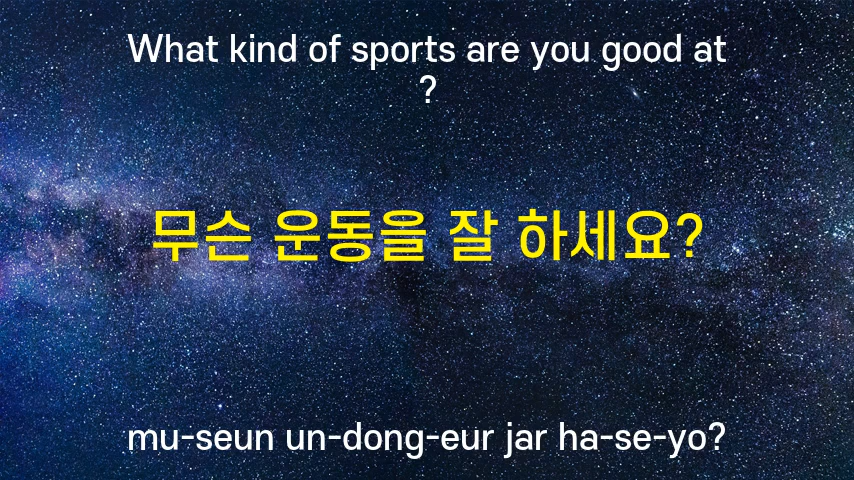 What kind of sports are you good at
?
무슨 운동을 잘 하세요?
mu-seun un-dong-eur jar ha-se-yo?